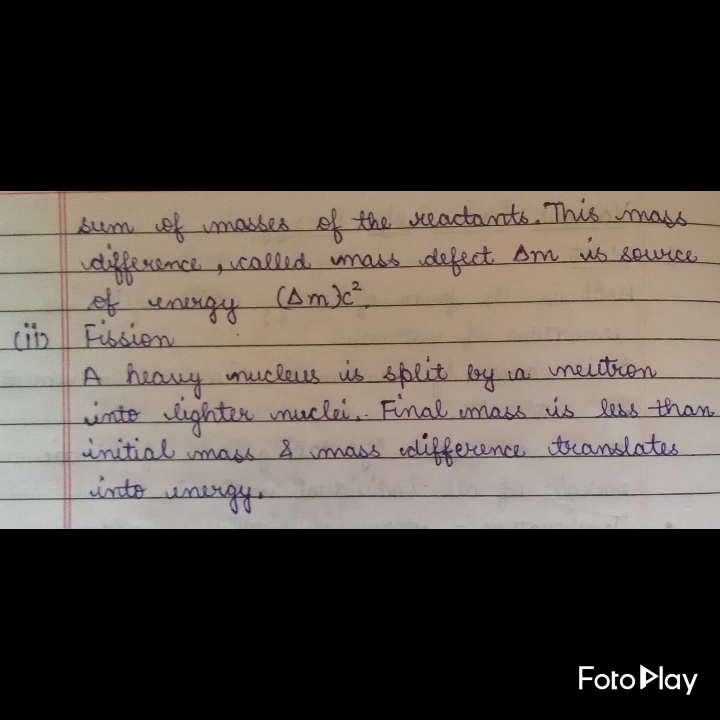 sum of masses of the reactants. This mass
difference, called mass defect Δm is source
of energy (Δm)c².
(ii) Fission
A heavy nucleus is split by a neutron
into lighter nuclei. Final mass is less than
initial mass & mass difference translates
into energy.
FotoPlay